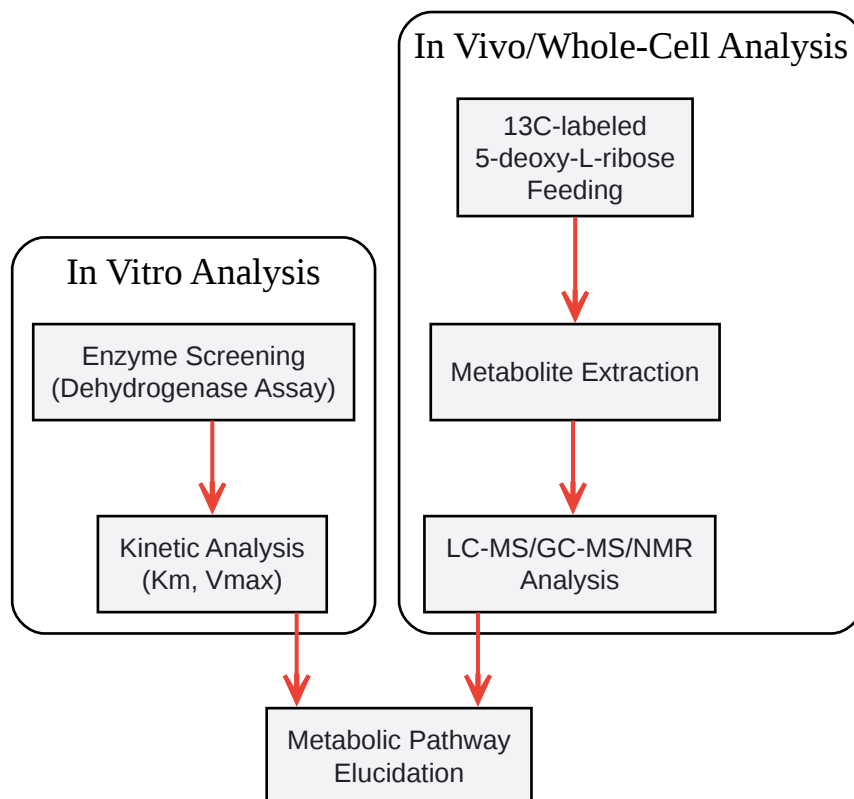 In Vivo/Whole-Cell Analysis
13C-labeled
5-deoxy-L-ribose
Feeding
Metabolite Extraction
LC-MS/GC-MS/NMR
Analysis
In Vitro Analysis
Enzyme Screening
(Dehydrogenase Assay)
Kinetic Analysis
(Km, Vmax)
Metabolic Pathway
Elucidation